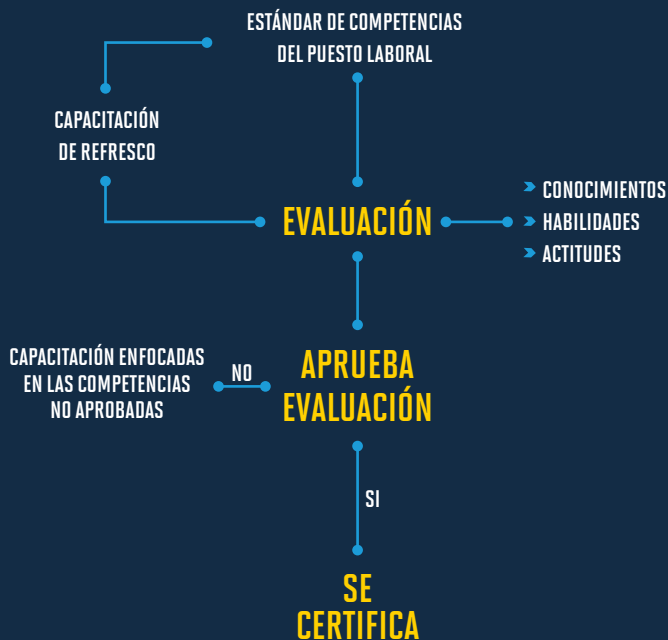 ESTÁNDAR DE COMPETENCIAS
DEL PUESTO LABORAL
CAPACITACIÓN
DE REFRESCO
EVALUACIÓN
CONOCIMIENTOS
HABILIDADES
ACTITUDES
CAPACITACIÓN ENFOCADAS
EN LAS COMPETENCIAS
NO APROBADAS
NO
APRUEBA
EVALUACIÓN
SI
SE
CERTIFICA